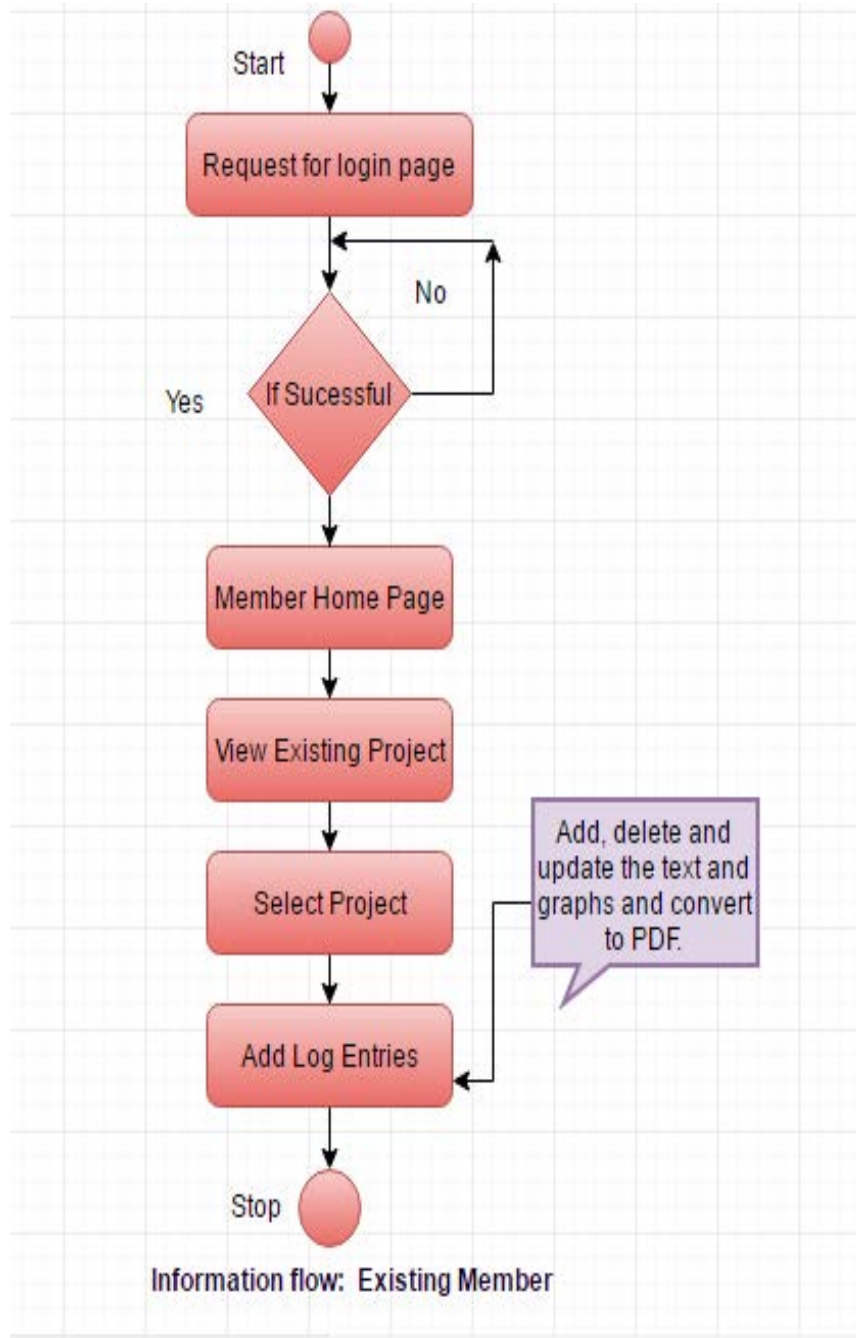 Start
Request for login page
No
If Sucessful
Yes
Member Home Page
View Existing Project
Add, delete and
update the text and
graphs and convert
to PDF.
Select Project
Add Log Entries
Stop
Information flow: Existing Member